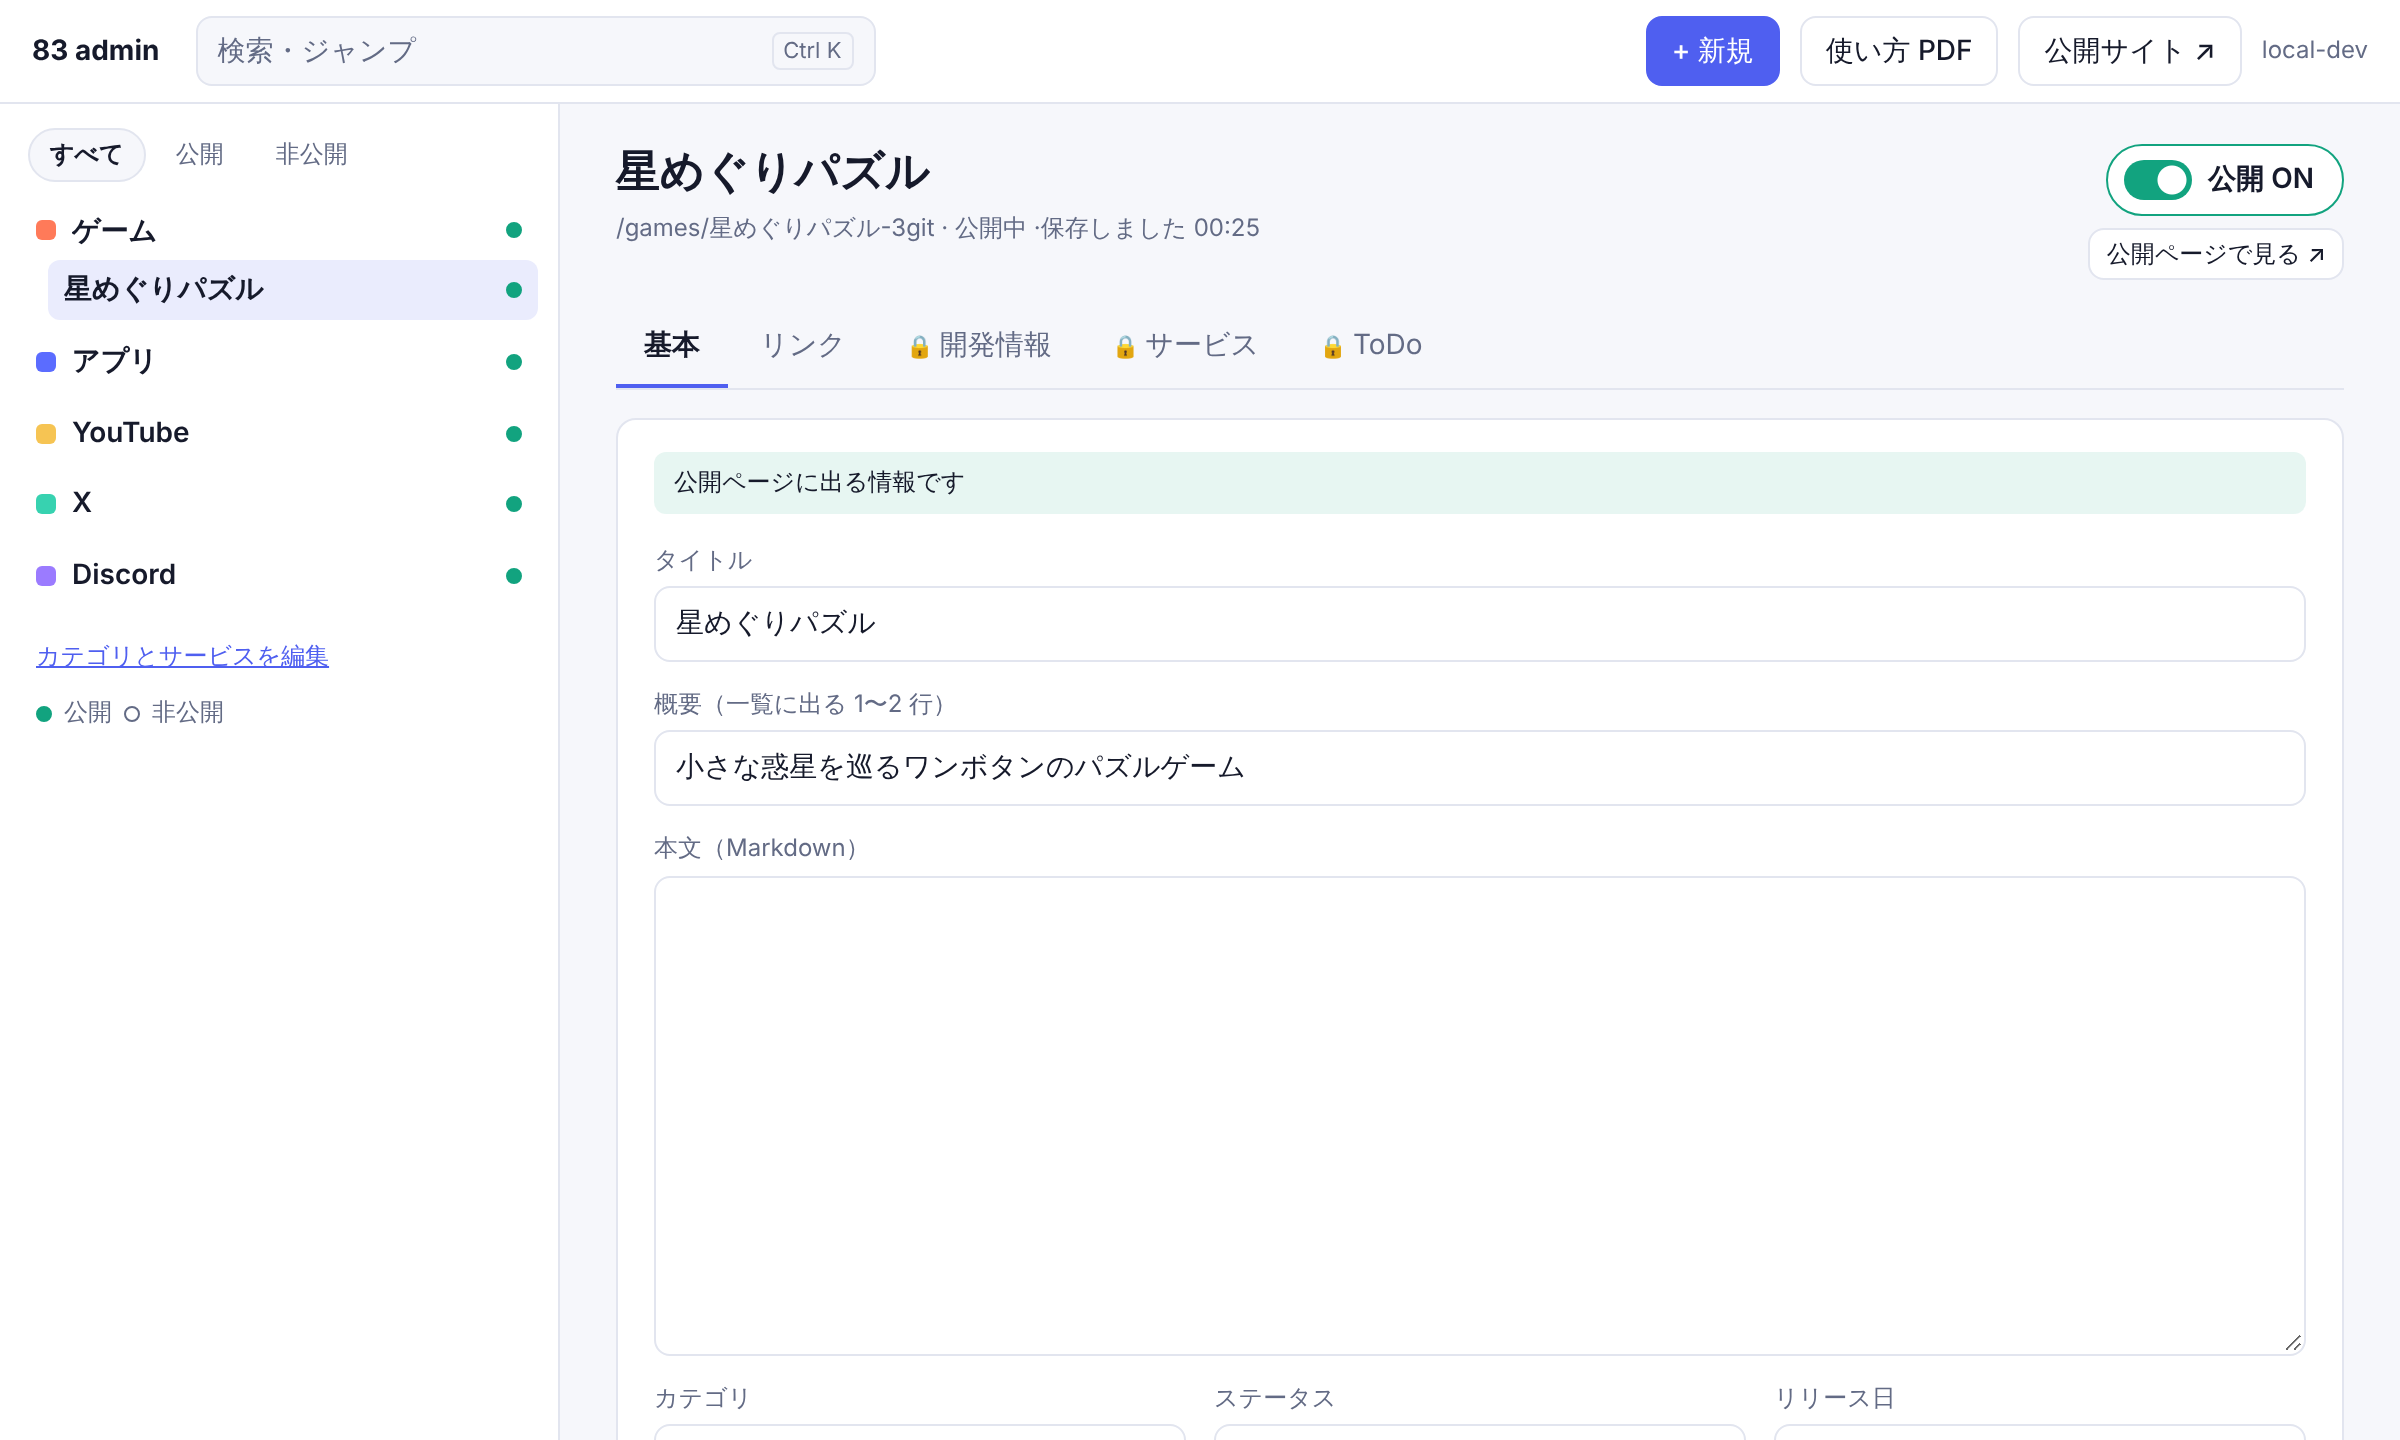 83 admin 検索・ジャンプ Ctrl K + 新規 使い方 PDF 公開サイト ↗ local-dev
すべて 公開 非公開
ゲーム
星めぐりパズル
アプリ
YouTube
X
Discord
カテゴリとサービスを編集
公開 非公開
星めぐりパズル
/games/星めぐりパズル-3git · 公開中 ·保存しました 00:25
公開 ON
公開ページで見る ↗
基本 リンク 🔒 開発情報 🔒 サービス 🔒 ToDo
公開ページに出る情報です
タイトル
星めぐりパズル
概要（一覧に出る 1〜2 行）
小さな惑星を巡るワンボタンのパズルゲーム
本文（Markdown）
カテゴリ ステータス リリース日